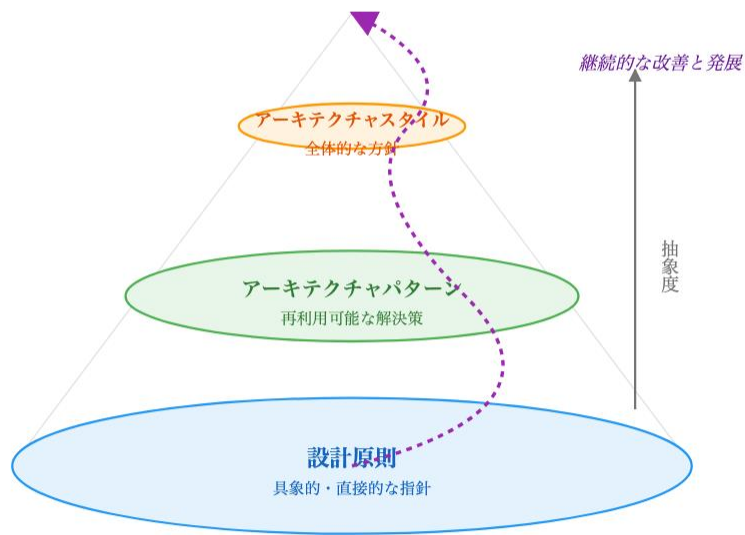 継続的な改善と発展
アーキテクチャスタイル
全体的な方針
抽象度
アーキテクチャパターン
再利用可能な解決策
設計原則
具象的・直接的な指針